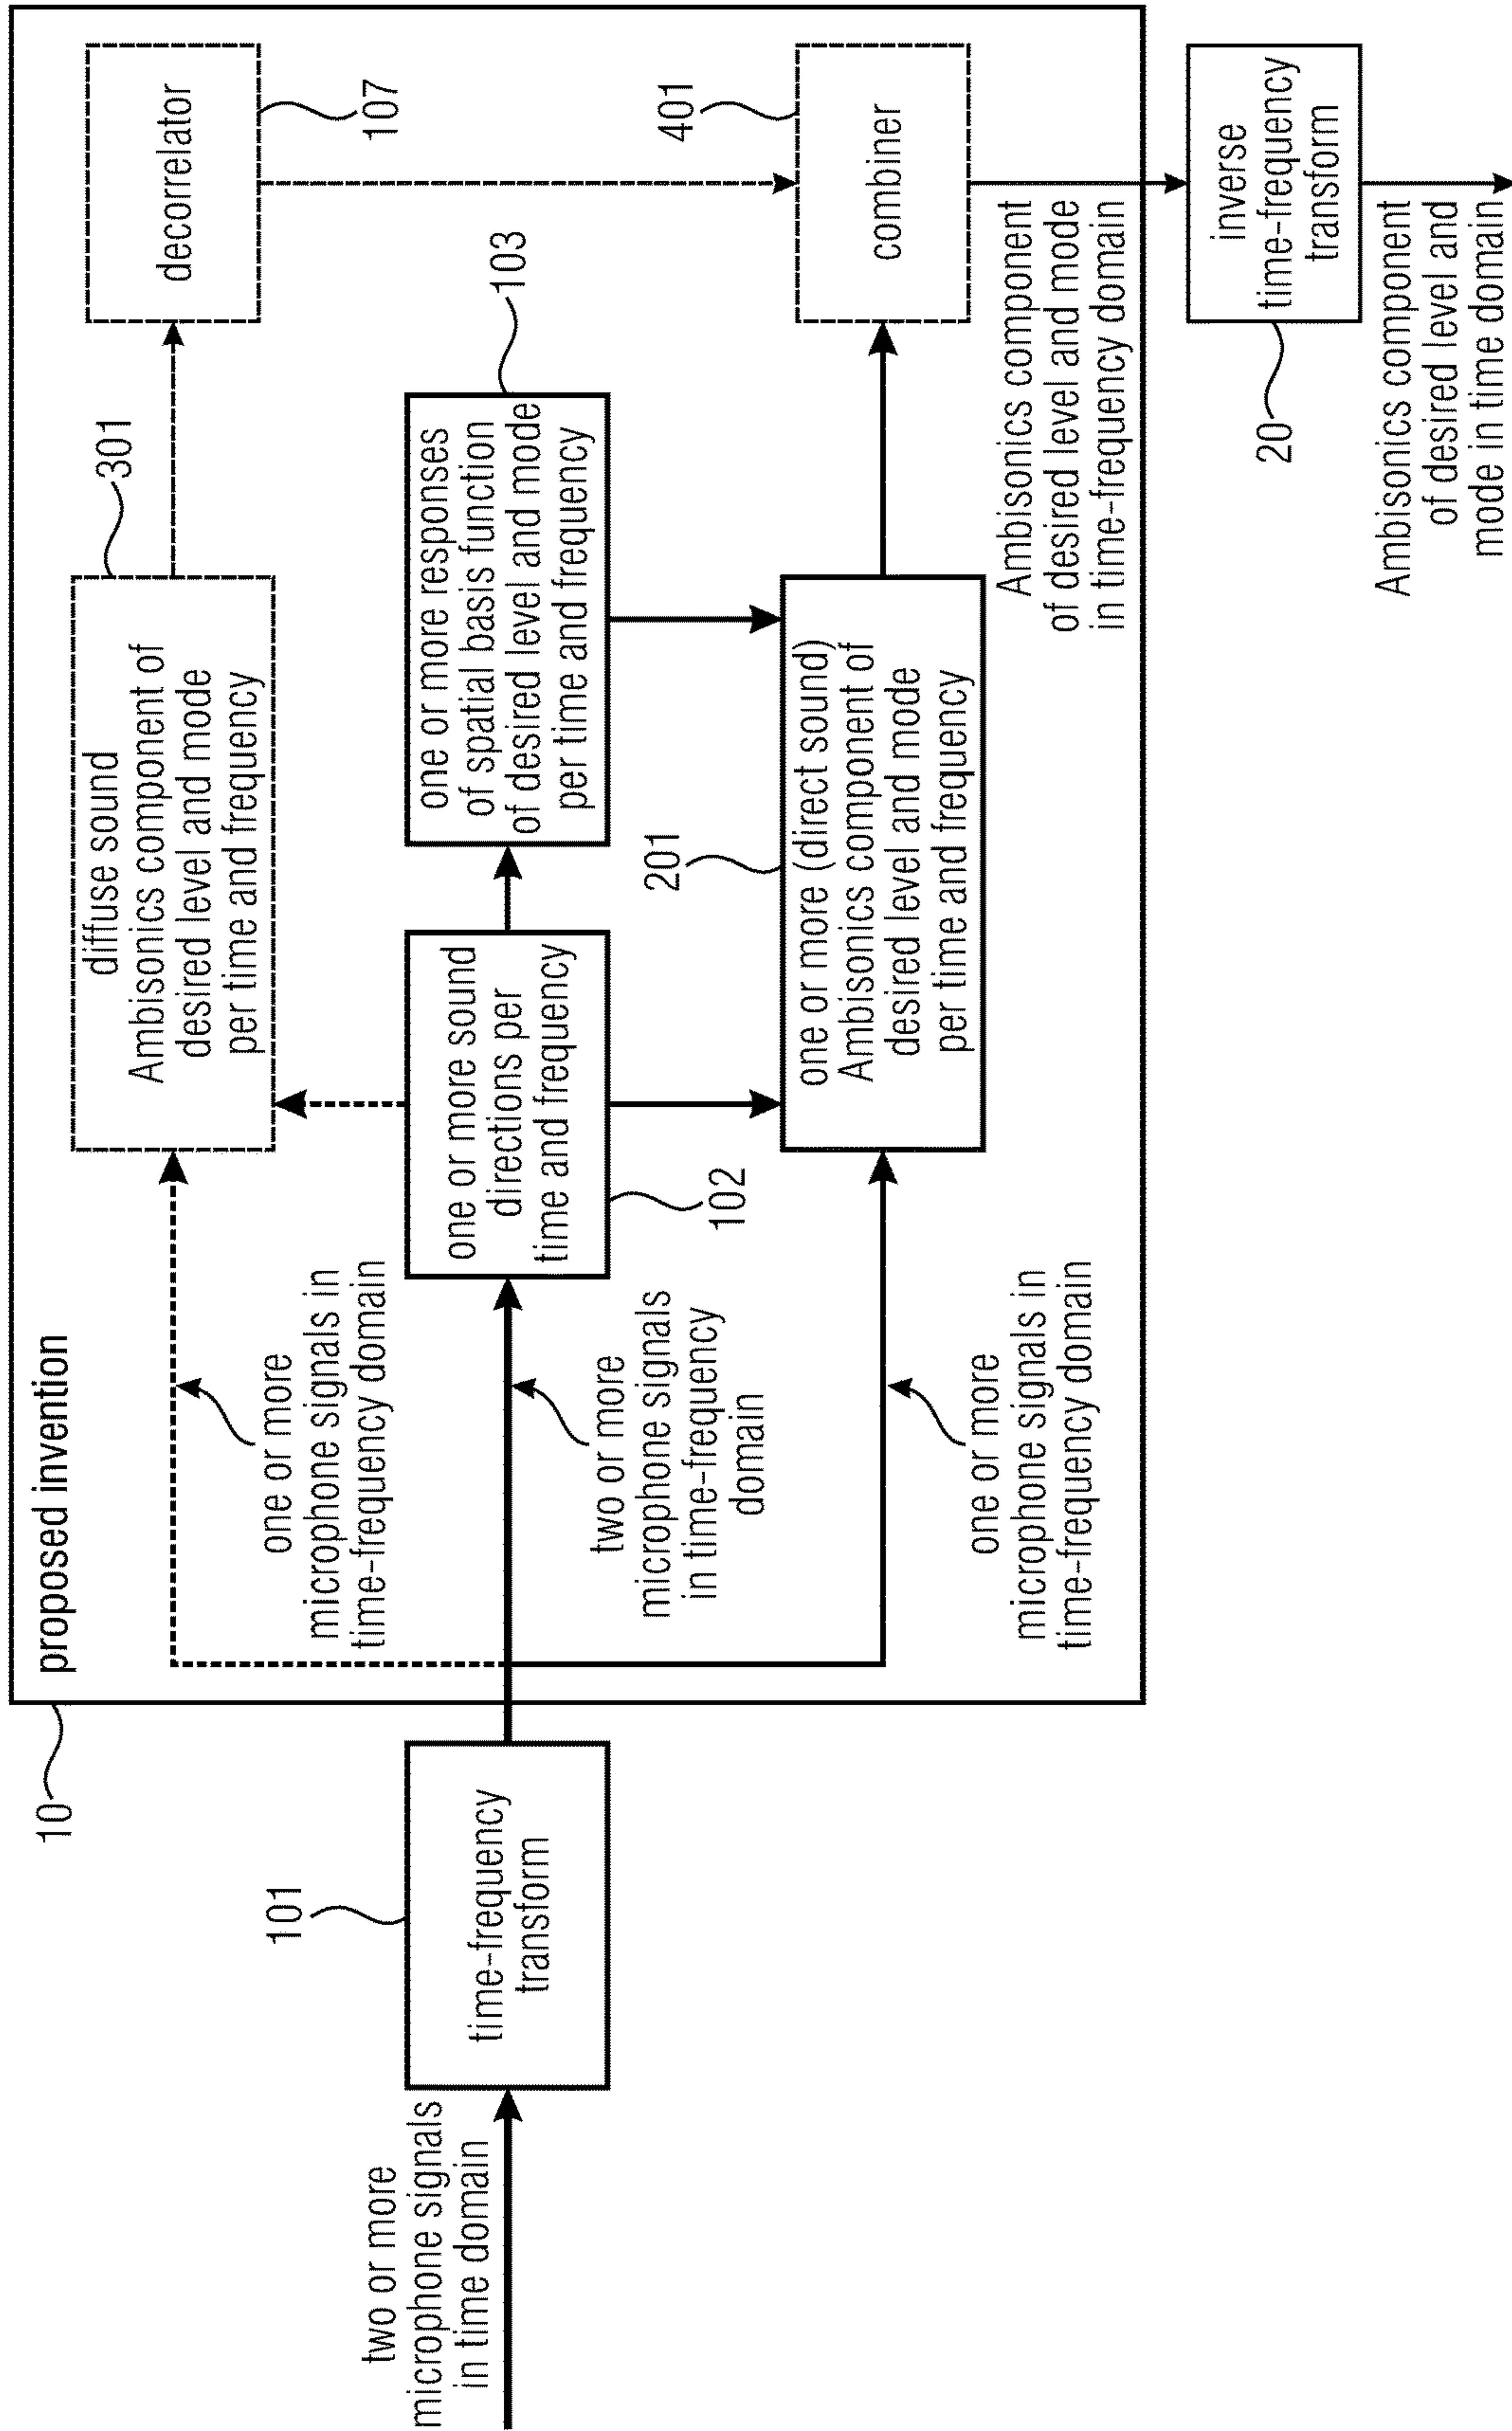 two or more
microphone signals
in time domain
101
time-frequency
transform
10
proposed invention
one or more
microphone signals in
time-frequency domain
two or more
microphone signals
in time-frequency
domain
one or more
microphone signals in
time-frequency domain
301
diffuse sound
Ambisonics component of
desired level and mode
per time and frequency
one or more sound
directions per
time and frequency
102
103
one or more responses
of spatial basis function
of desired level and mode
per time and frequency
201
one or more (direct sound)
Ambisonics component of
desired level and mode
per time and frequency
decorrelator
107
401
combiner
Ambisonics component
of desired level and mode
in time-frequency domain
inverse
time-frequency
transform
20
Ambisonics component
of desired level and
mode in time domain